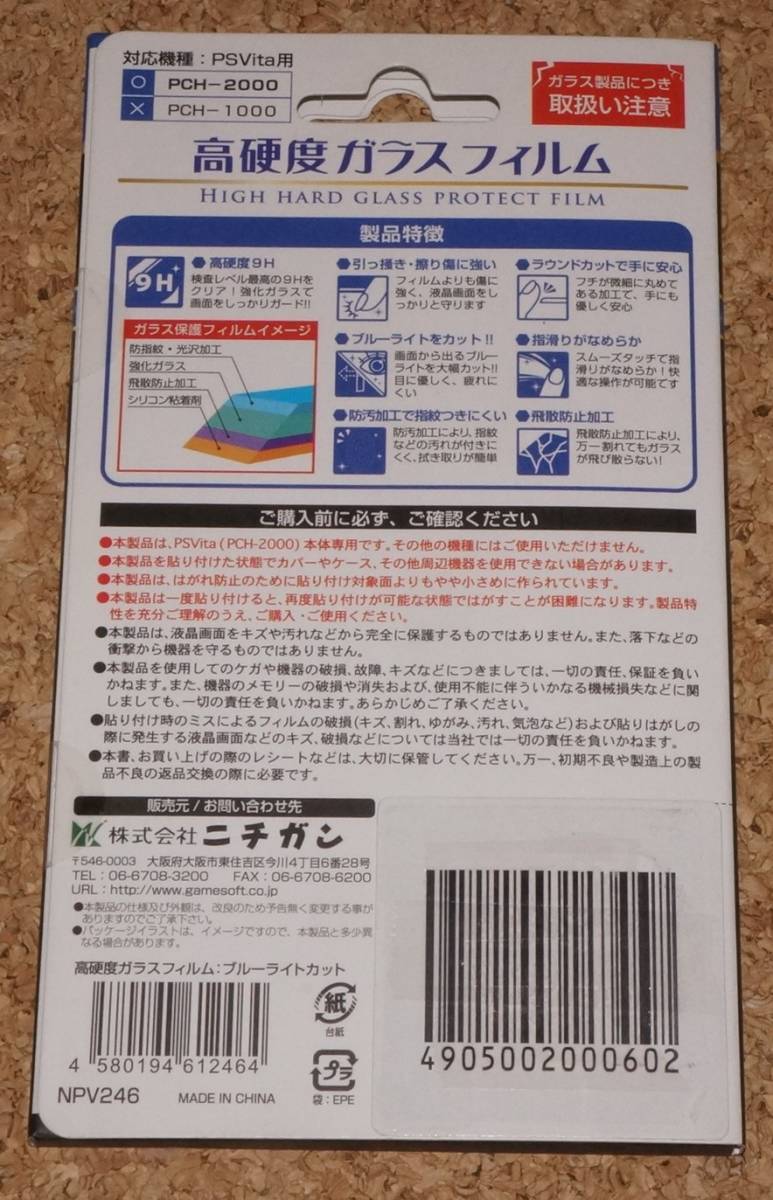 対応機種：PSVita用
○ PCH-2000
× PCH-1000
ガラス製品につき
取扱い注意
高硬度ガラスフィルム
HIGH HARD GLASS PROTECT FILM
製品特徴
9H
●高硬度9H
検査レベル最高の9Hを
クリア！強化ガラスで
画面をしっかりガード!!
ガラス保護フィルムイメージ
防指紋・光沢加工
強化ガラス
飛散防止加工
シリコン粘着剤
●引っ掻き・擦り傷に強い
フィルムよりも傷に
強く、液晶画面をし
っかりと守ります
●ブルーライトをカット!!
画面から出るブルー
ライトを大幅カット!!
目に優しく、疲れに
くい
●防汚加工で指紋つきにくい
防汚加工により、指紋
などの汚れが付きに
くく、拭き取りが簡単
●ラウンドカットで手に安心
フチが微細に丸めて
ある加工で、手にも
優しく安心
●指滑りがなめらか
スムーズタッチで指
滑りがなめらか！快
適な操作が可能です
●飛散防止加工
飛散防止加工により、
万一割れてもガラス
が飛び散らない!
ご購入前に必ず、ご確認ください
●本製品は、PSVita（PCH-2000）本体専用です。その他の機種にはご使用いただけません。
●本製品を貼り付けた状態でカバーやケース、その他周辺機器を使用できない場合があります。
●本製品は、はがれ防止のために貼り付け対象面よりもやや小さめに作られています。
●本製品は一度貼り付けると、再度貼り付けが可能な状態ではがすことが困難になります。製品特
性を充分ご理解のうえ、ご購入・ご使用ください。
●本製品は、液晶画面をキズや汚れなどから完全に保護するものではありません。また、落下などの
衝撃から機器を守るものではありません。
●本製品を使用してのケガや機器の破損、故障、キズなどにつきましては、一切の責任、保証を負い
かねます。また、機器のメモリーの破損や消失および、使用不能に伴ういかなる機械損失などに関
しましても、一切の責任を負いかねます。あらかじめご了承ください。
●貼り付け時のミスによるフィルムの破損（キズ、割れ、ゆがみ、汚れ、気泡など）および貼りはがしの
際に発生する液晶画面などのキズ、破損などについては当社では一切の責任を負いかねます。
●本書、お買い上げの際のレシートなどは、大切に保管してください。万一、初期不良や製造上の製
品不良の返品交換の際に必要です。
販売元/お問い合わせ先
株式会社ニチガン
〒546-0003 大阪府大阪市東住吉区今川4丁目6番28号
TEL：06-6708-3200 FAX：06-6708-6200
URL：http://www.gamesoft.co.jp
●本製品の仕様及び外観は、改良のため予告無く変更する事が
ありますのでご了承下さい。
●パッケージイラストは、イメージですので、本製品と多少異
なる場合があります。
高硬度ガラスフィルム：ブルーライトカット
4 580194 612464
NPV246 MADE IN CHINA
紙
台紙
プラ
袋：EPE
4905002000602